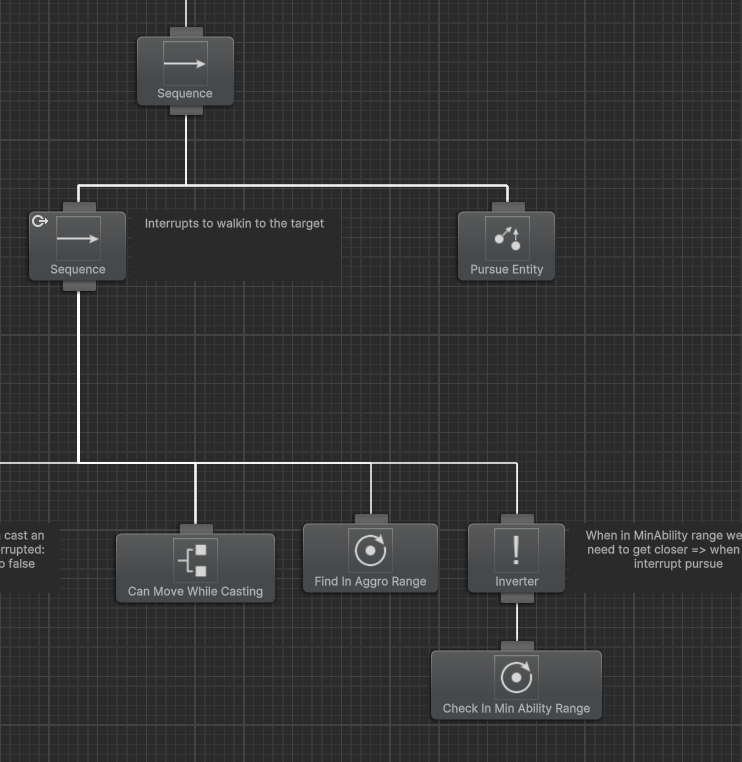 Sequence
Interrupts to walkin to the target
Sequence
Pursue Entity
cast an
rrupted:
false
Can Move While Casting
Find In Aggro Range
Inverter
When in MinAbility range we
need to get closer => when
interrupt pursue
Check In Min Ability Range